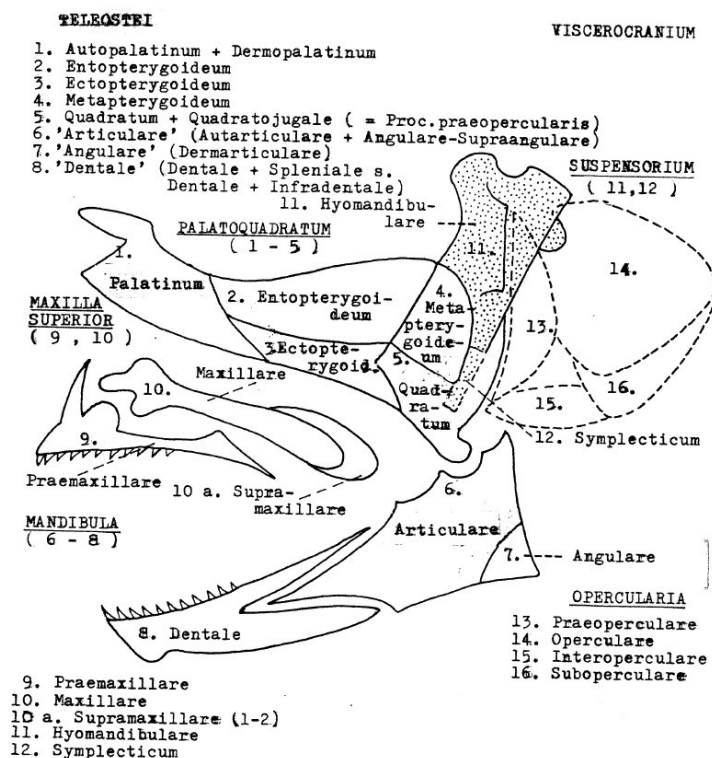 TELEOSTEI
VISCEROCRANIUM
1. Autopalatinum + Dermopalatinum
2. Entopterygoideum
3. Ectopterygoideum
4. Metapterygoideum
5. Quadratum + Quadratojugale ( = Proc.praeopercularis)
6. 'Articulare' (Autarticulare + Angulare-Supraangulare)
7. 'Angulare' (Dermarticulare)
8. 'Dentale' (Dentale + Spleniale s.
Dentale + Infradentale)
SUSPENSORIUM
( 11,12 )
11. Hyomandibu-
lare
PALATOQUADRATUM
( 1 - 5 )
1.
Palatinum
2. Entopterygoi-
deum
3. Ectopte-
rygoid.
4.
Meta-
ptery-
goide-
um
5.
Quad-
ra-
tum
11.
13.
14.
15.
16.
12. Symplecticum
MAXILLA
SUPERIOR
( 9 , 10 )
Maxillare
10.
9.
Praemaxillare
10 a. Supra-
maxillare
MANDIBULA
( 6 - 8 )
6.
Articulare
7.
Angulare
8. Dentale
OPERCULARIA
13. Praeoperculare
14. Operculare
15. Interoperculare
16. Suboperculare
9. Praemaxillare
10. Maxillare
10 a. Supramaxillare (1-2)
11. Hyomandibulare
12. Symplecticum